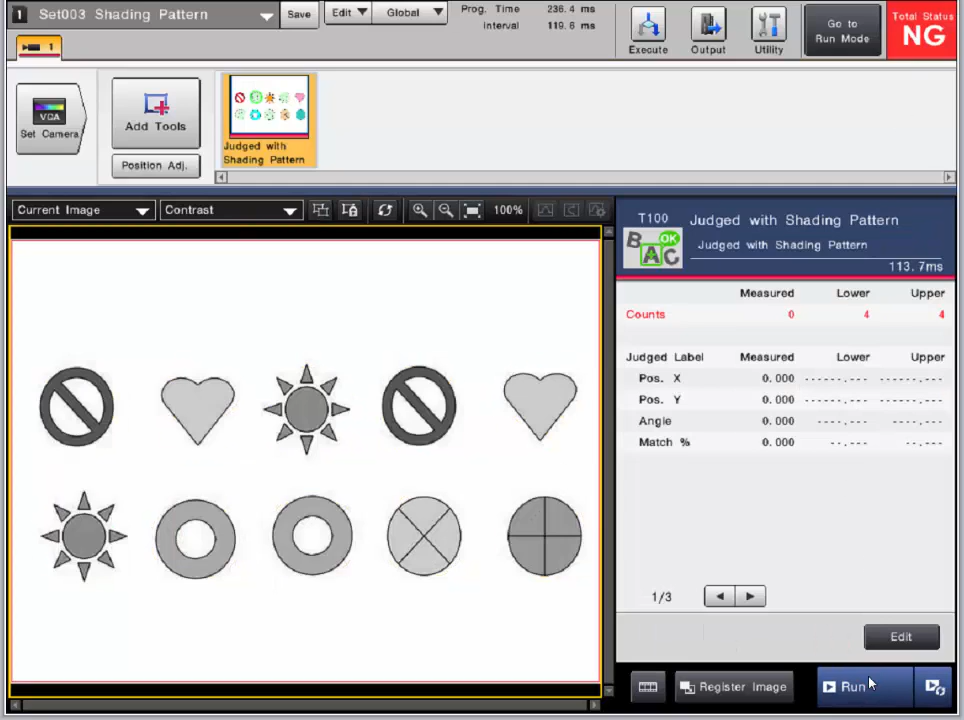 1 Set003 Shading Pattern
Save
Edit
Global
Prog. Time 236.4 ms
Interval 119.6 ms
Execute
Output
Utility
Go to
Run Mode
Total Status
NG
1
VGA
Set Camera
Add Tools
Position Adj.
Judged with
Shading Pattern
Current Image
Contrast
100%
T100 Judged with Shading Pattern
B OK
AC
Judged with Shading Pattern
113.7ms
Measured Lower Upper
Counts 0 4 4
Judged Label Measured Lower Upper
Pos. X 0.000 ------.--- ------.---
Pos. Y 0.000 ------.--- ------.---
Angle 0.000 ----.--- ----.---
Match % 0.000 --.--- --.---
1/3
Edit
Register Image
Run